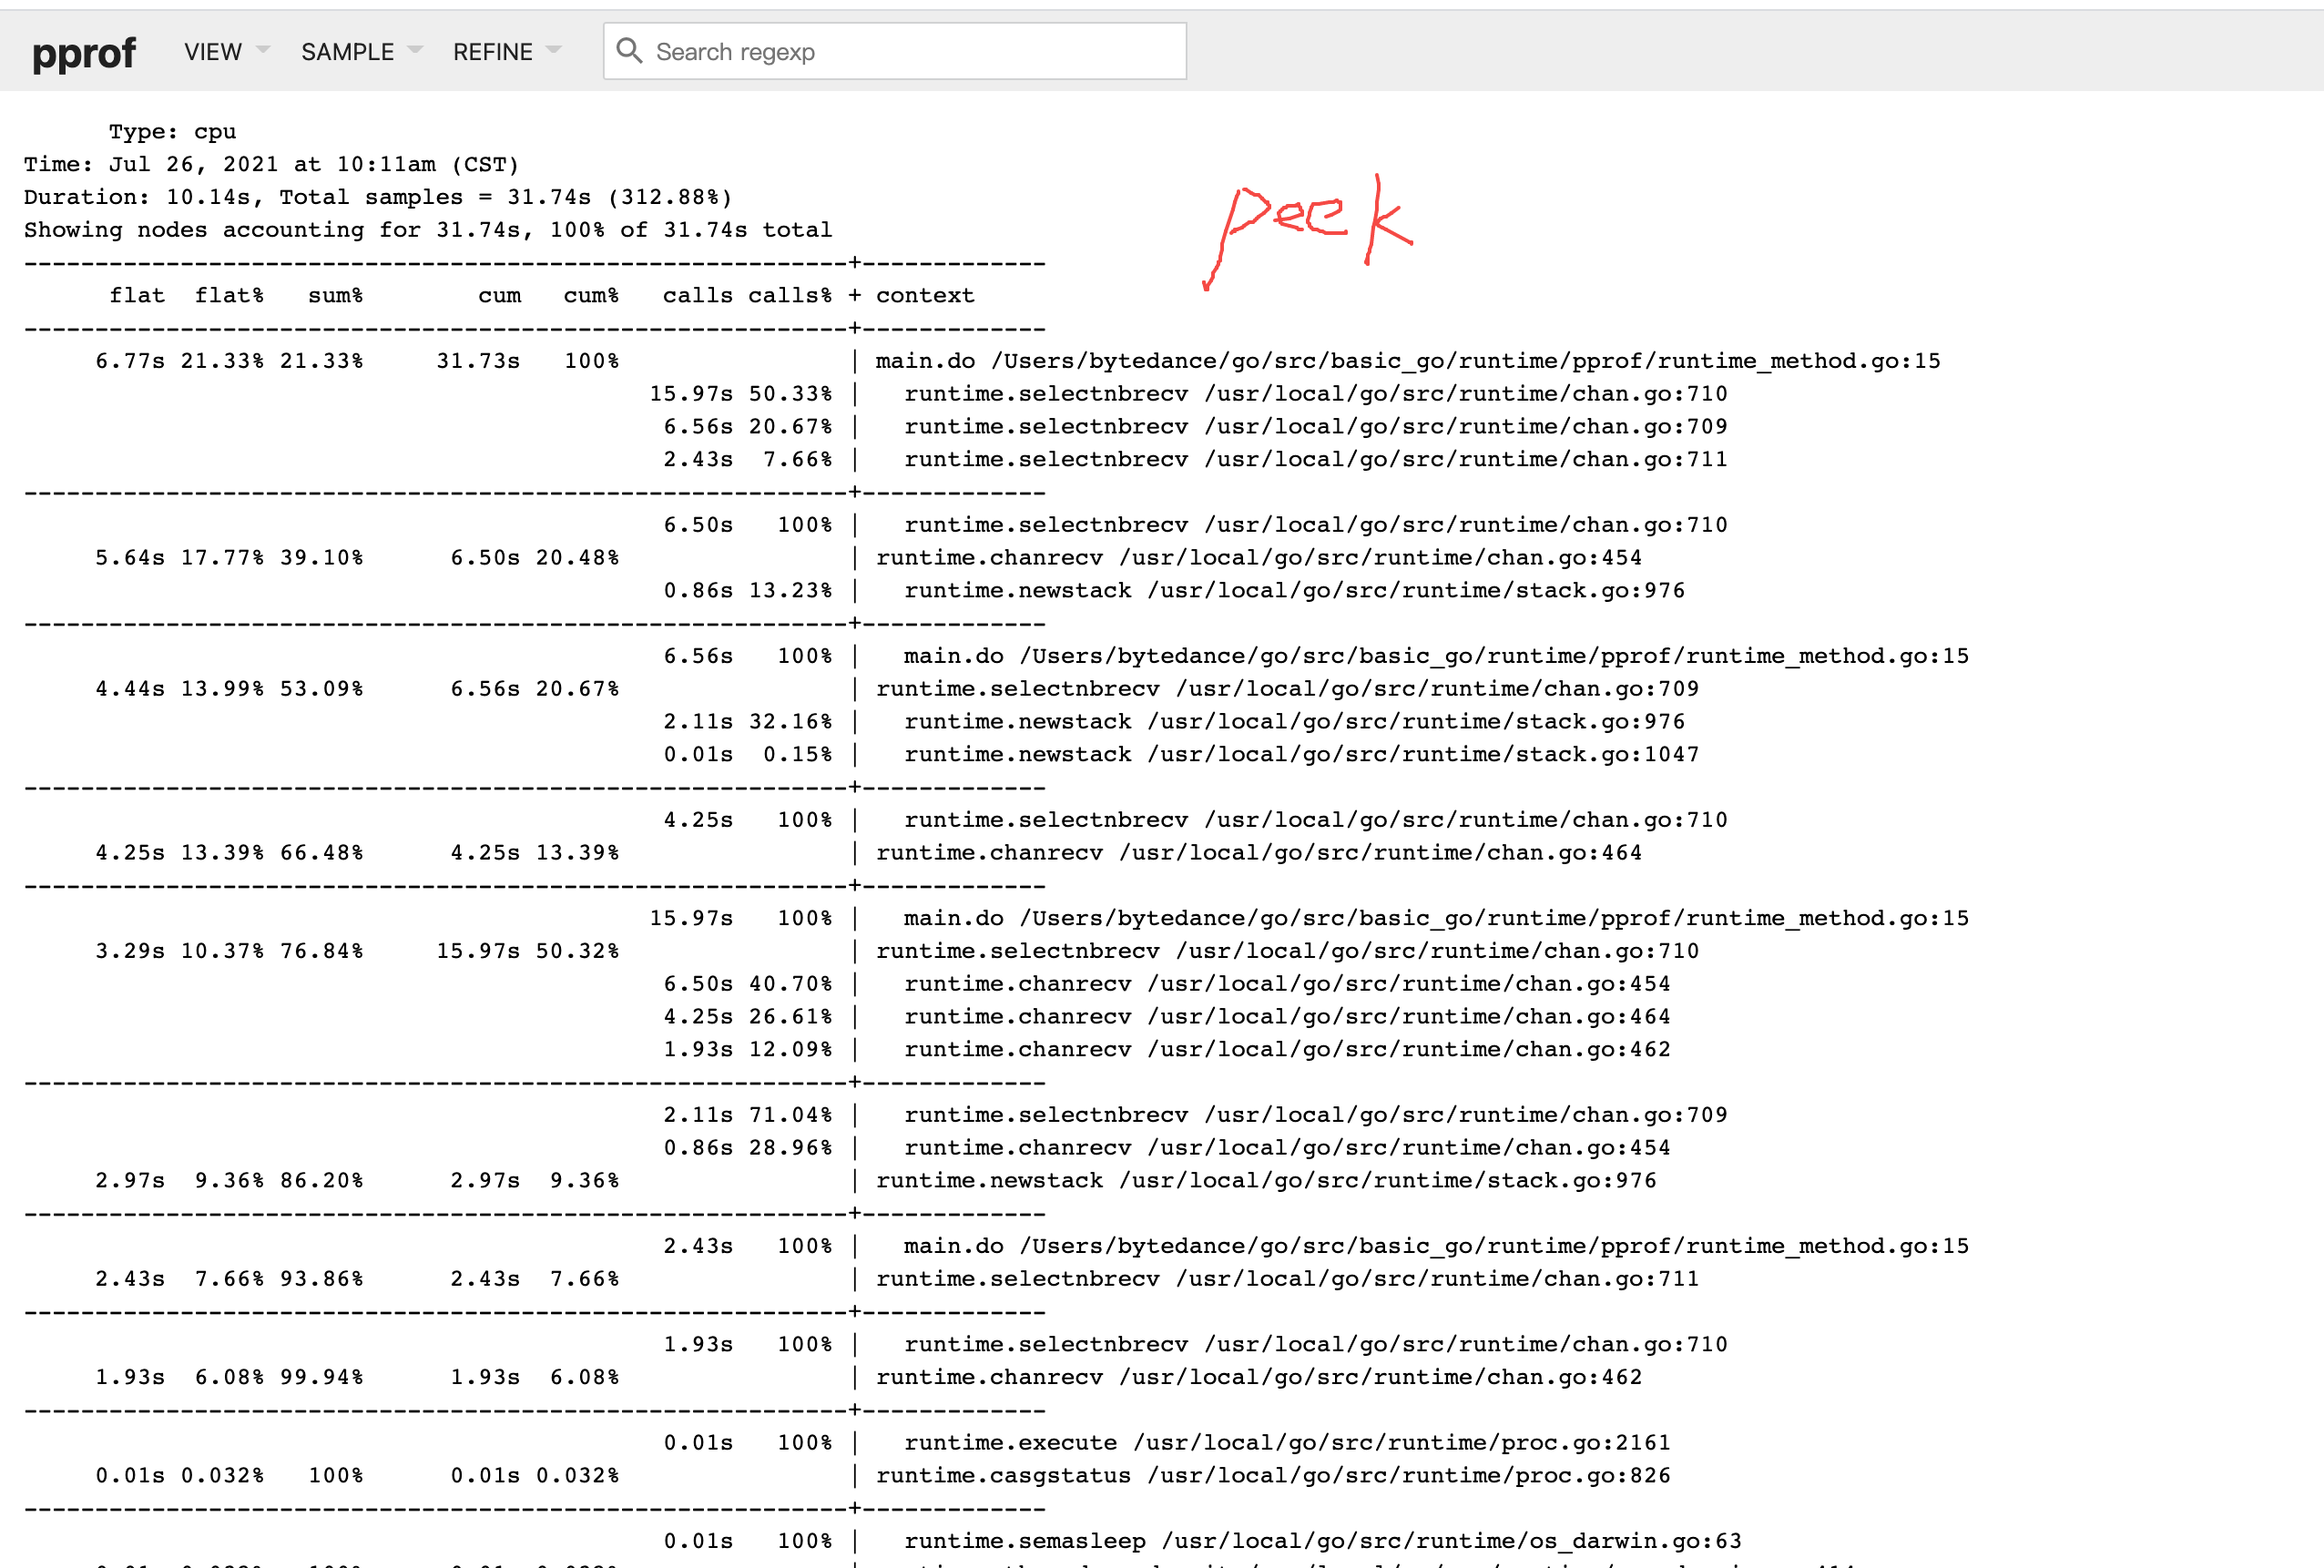 pprof VIEW SAMPLE REFINE Search regexp
Type: cpu
Time: Jul 26, 2021 at 10:11am (CST)
Duration: 10.14s, Total samples = 31.74s (312.88%)
Showing nodes accounting for 31.74s, 100% of 31.74s total
peek
----------------------------------------------------------+-------------
flat flat% sum% cum cum% calls calls% + context
----------------------------------------------------------+-------------
6.77s 21.33% 21.33% 31.73s 100% | main.do /Users/bytedance/go/src/basic_go/runtime/pprof/runtime_method.go:15
15.97s 50.33% | runtime.selectnbrecv /usr/local/go/src/runtime/chan.go:710
6.56s 20.67% | runtime.selectnbrecv /usr/local/go/src/runtime/chan.go:709
2.43s 7.66% | runtime.selectnbrecv /usr/local/go/src/runtime/chan.go:711
----------------------------------------------------------+-------------
6.50s 100% | runtime.selectnbrecv /usr/local/go/src/runtime/chan.go:710
5.64s 17.77% 39.10% 6.50s 20.48% | runtime.chanrecv /usr/local/go/src/runtime/chan.go:454
0.86s 13.23% | runtime.newstack /usr/local/go/src/runtime/stack.go:976
----------------------------------------------------------+-------------
6.56s 100% | main.do /Users/bytedance/go/src/basic_go/runtime/pprof/runtime_method.go:15
4.44s 13.99% 53.09% 6.56s 20.67% | runtime.selectnbrecv /usr/local/go/src/runtime/chan.go:709
2.11s 32.16% | runtime.newstack /usr/local/go/src/runtime/stack.go:976
0.01s 0.15% | runtime.newstack /usr/local/go/src/runtime/stack.go:1047
----------------------------------------------------------+-------------
4.25s 100% | runtime.selectnbrecv /usr/local/go/src/runtime/chan.go:710
4.25s 13.39% 66.48% 4.25s 13.39% | runtime.chanrecv /usr/local/go/src/runtime/chan.go:464
----------------------------------------------------------+-------------
15.97s 100% | main.do /Users/bytedance/go/src/basic_go/runtime/pprof/runtime_method.go:15
3.29s 10.37% 76.84% 15.97s 50.32% | runtime.selectnbrecv /usr/local/go/src/runtime/chan.go:710
6.50s 40.70% | runtime.chanrecv /usr/local/go/src/runtime/chan.go:454
4.25s 26.61% | runtime.chanrecv /usr/local/go/src/runtime/chan.go:464
1.93s 12.09% | runtime.chanrecv /usr/local/go/src/runtime/chan.go:462
----------------------------------------------------------+-------------
2.11s 71.04% | runtime.selectnbrecv /usr/local/go/src/runtime/chan.go:709
0.86s 28.96% | runtime.chanrecv /usr/local/go/src/runtime/chan.go:454
2.97s 9.36% 86.20% 2.97s 9.36% | runtime.newstack /usr/local/go/src/runtime/stack.go:976
----------------------------------------------------------+-------------
2.43s 100% | main.do /Users/bytedance/go/src/basic_go/runtime/pprof/runtime_method.go:15
2.43s 7.66% 93.86% 2.43s 7.66% | runtime.selectnbrecv /usr/local/go/src/runtime/chan.go:711
----------------------------------------------------------+-------------
1.93s 100% | runtime.selectnbrecv /usr/local/go/src/runtime/chan.go:710
1.93s 6.08% 99.94% 1.93s 6.08% | runtime.chanrecv /usr/local/go/src/runtime/chan.go:462
----------------------------------------------------------+-------------
0.01s 100% | runtime.execute /usr/local/go/src/runtime/proc.go:2161
0.01s 0.032% 100% 0.01s 0.032% | runtime.casgstatus /usr/local/go/src/runtime/proc.go:826
----------------------------------------------------------+-------------
0.01s 100% | runtime.semasleep /usr/local/go/src/runtime/os_darwin.go:63